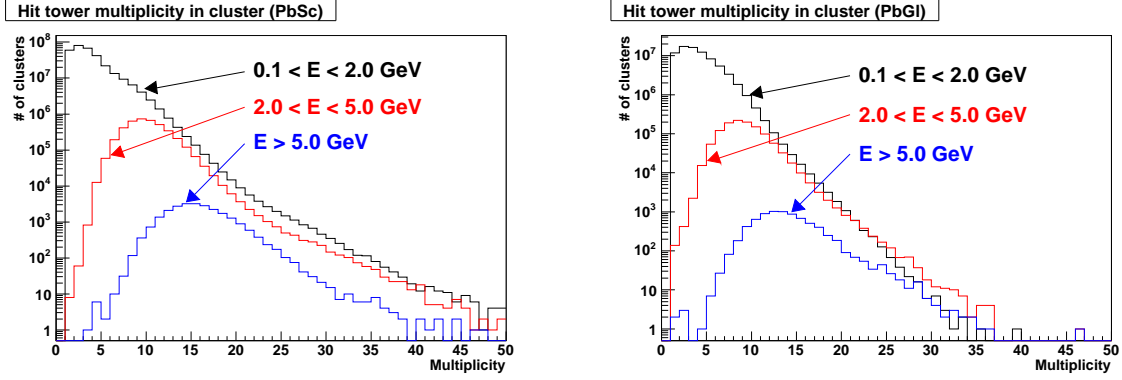 Hit tower multiplicity in cluster (PbSc)
# of clusters
10^8
10^7
10^6
10^5
10^4
10^3
10^2
10
1
0.1 < E < 2.0 GeV
2.0 < E < 5.0 GeV
E > 5.0 GeV
0 5 10 15 20 25 30 35 40 45 50
Multiplicity
Hit tower multiplicity in cluster (PbGl)
# of clusters
10^7
10^6
10^5
10^4
10^3
10^2
10
1
0.1 < E < 2.0 GeV
2.0 < E < 5.0 GeV
E > 5.0 GeV
0 5 10 15 20 25 30 35 40 45 50
Multiplicity